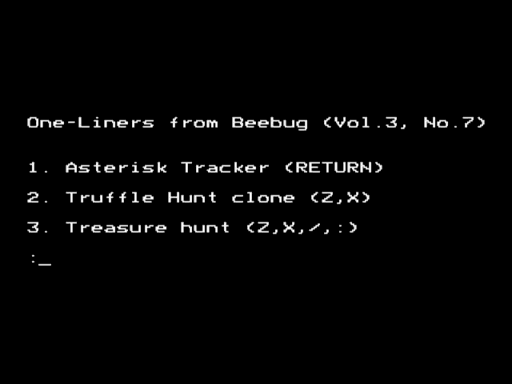 One-Liners from Beebug (Vol.3, No.7)
1. Asterisk Tracker (RETURN)
2. Truffle Hunt clone (Z,X)
3. Treasure hunt (Z,X,/,:)
:_